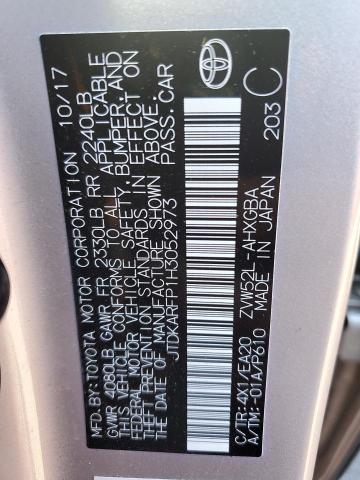 MFD.BY:TOYOTA MOTOR CORPORATION 10/17
GVWR 4080LB GAWR FR 2330LB RR 2240LB
THIS VEHICLE CONFORMS TO ALL APPLICABLE
FEDERAL MOTOR VEHICLE SAFETY, BUMPER, AND
THEFT PREVENTION STANDARDS IN EFFECT ON
THE DATE OF MANUFACTURE SHOWN ABOVE.
JTDKARFP1H3052973 PASS.CAR
C/TR:4X1/EA20 ZVW52L-AHXGBA
A/TM:-01A/P610 MADE IN JAPAN 203
C